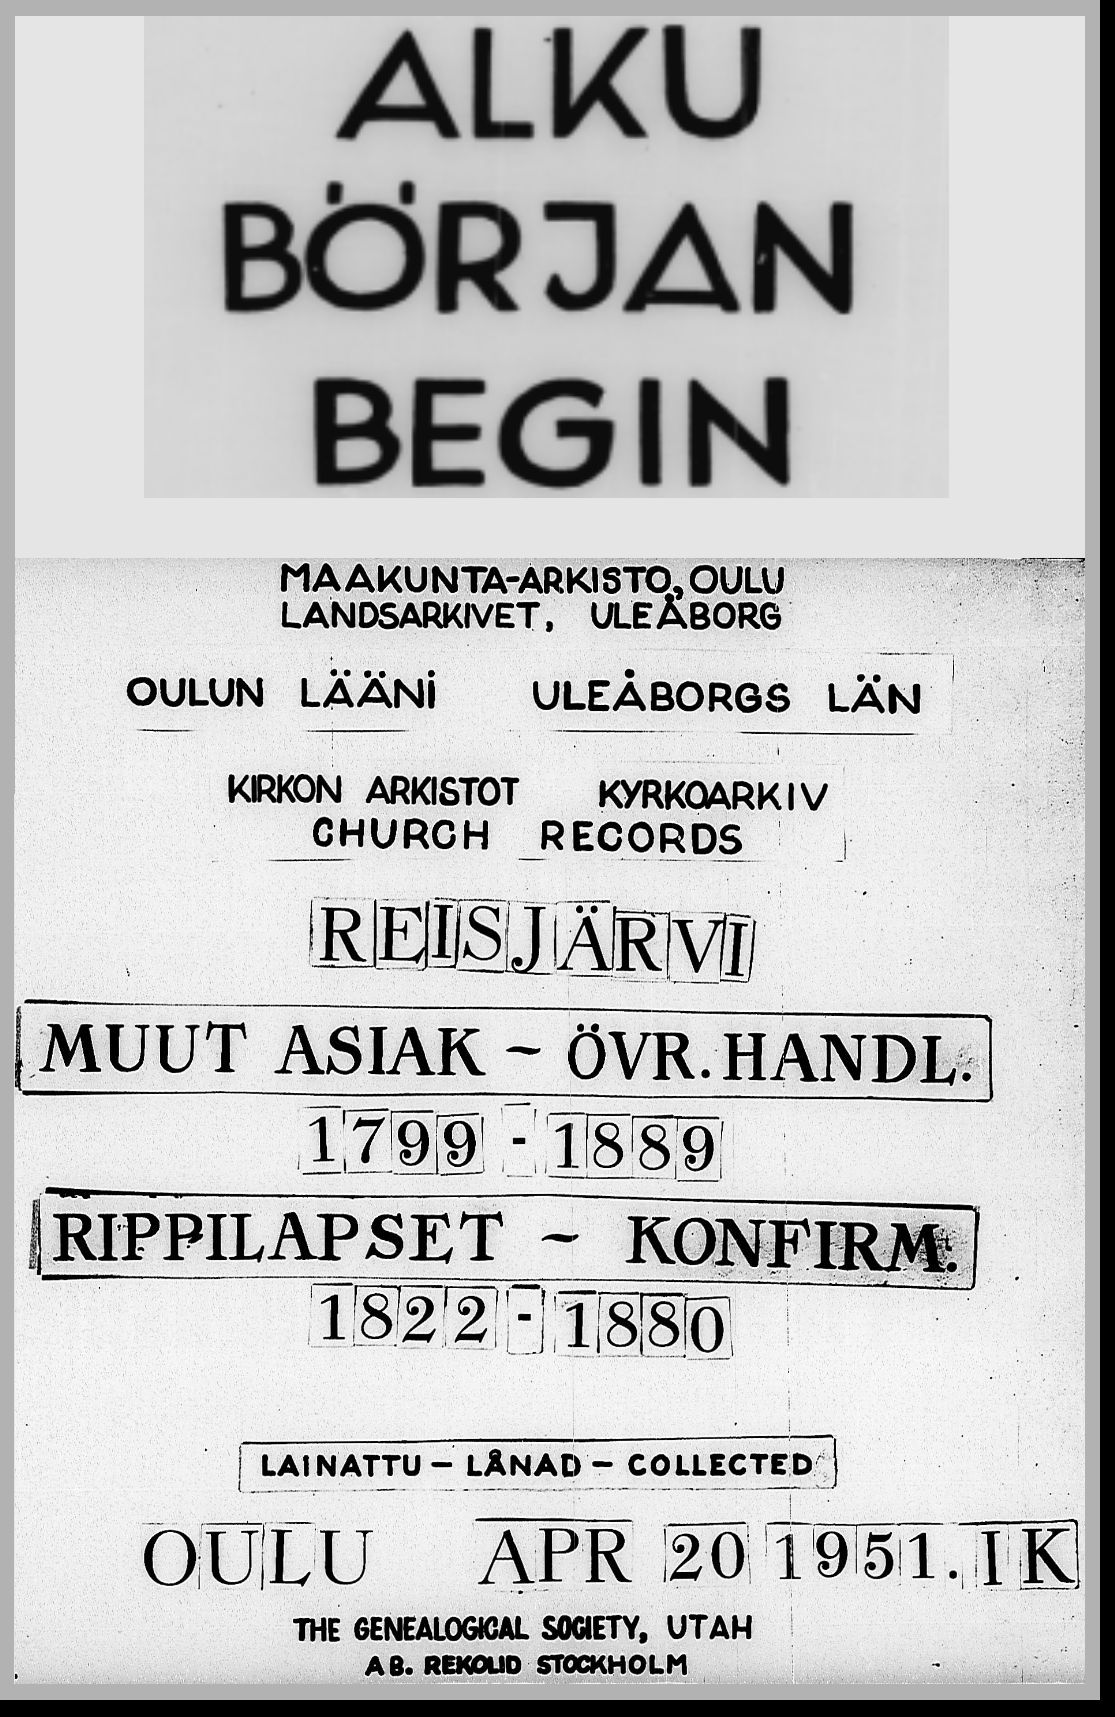 ALKU
BÖRJAN
BEGIN
MAAKUNTA-ARKISTO, OULU
LANDSARKIVET, ULEÅBORG
OULUN LÄÄNI ULEÅBORGS LÄN
KIRKON ARKISTOT KYRKOARKIV
CHURCH RECORDS
REISJÄRVI
MUUT ASIAK - ÖVR. HANDL.
1799 - 1889
RIPPILAPSET - KONFIRM.
1822 - 1880
LAINATTU - LÅNAD - COLLECTED
OULU APR 20 1951. IK
THE GENEALOGICAL SOCIETY, UTAH
AB. REKOLID STOCKHOLM